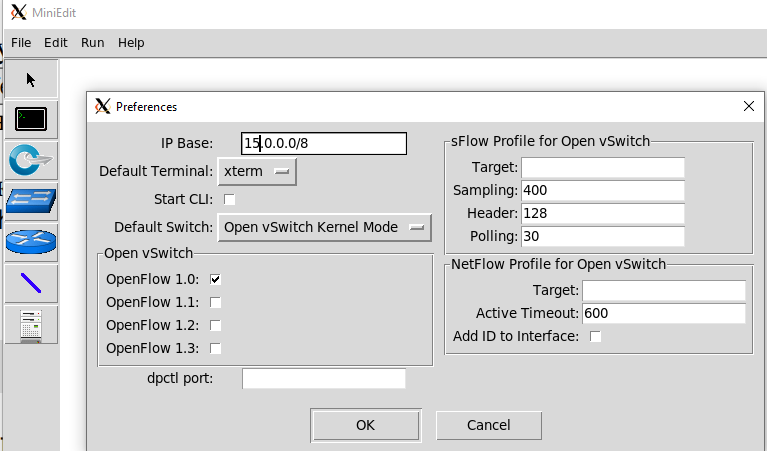 MiniEdit
File Edit Run Help
Preferences
IP Base: 15.0.0.0/8
Default Terminal: xterm
Start CLI:
Default Switch: Open vSwitch Kernel Mode
Open vSwitch
OpenFlow 1.0:
OpenFlow 1.1:
OpenFlow 1.2:
OpenFlow 1.3:
dpctl port:
sFlow Profile for Open vSwitch
Target:
Sampling: 400
Header: 128
Polling: 30
NetFlow Profile for Open vSwitch
Target:
Active Timeout: 600
Add ID to Interface:
OK Cancel